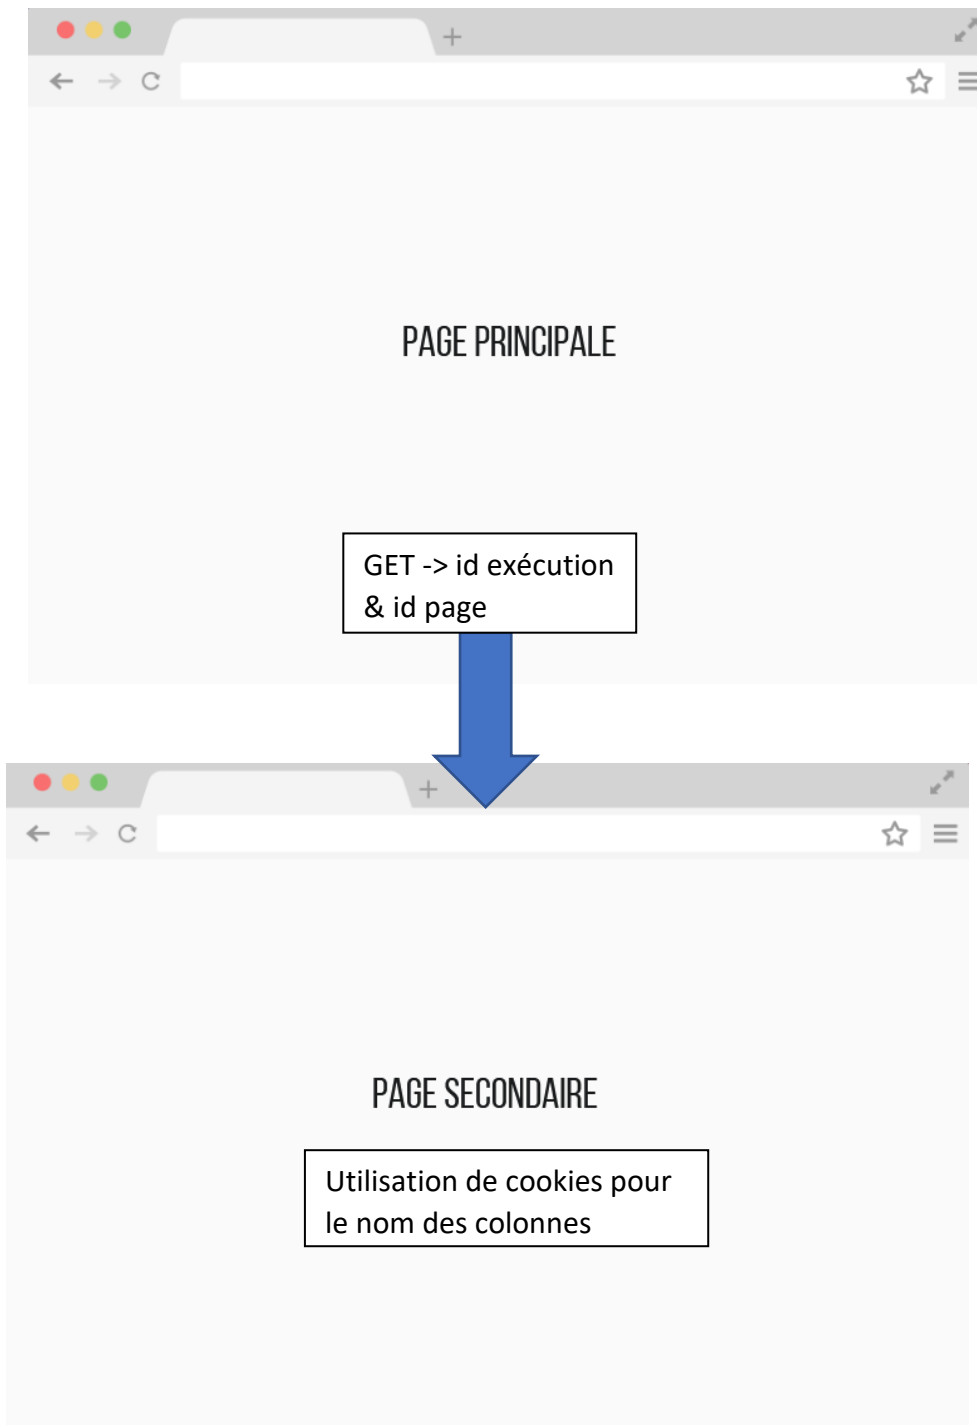 PAGE PRINCIPALE
GET -> id exécution
& id page
PAGE SECONDAIRE
Utilisation de cookies pour
le nom des colonnes